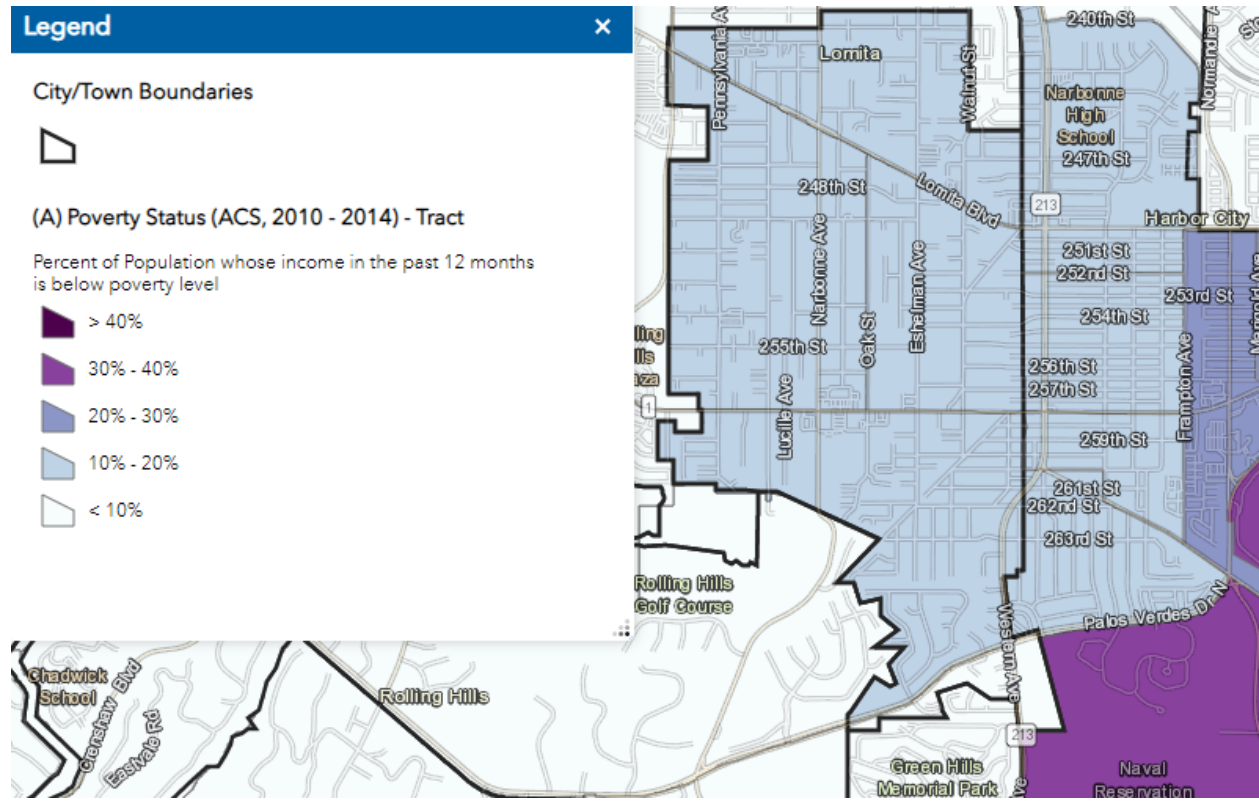 Legend
×
City/Town Boundaries
(A) Poverty Status (ACS, 2010 - 2014) - Tract
Percent of Population whose income in the past 12 months
is below poverty level
> 40%
30% - 40%
20% - 30%
10% - 20%
< 10%
240th St
Lomita
Pennsylvania A
Walnut St
Normandie A
Narbonne
High
School
247th St
248th St
Lomita Blvd
213
Harbor City
Narbonne Ave
Eshelman Ave
251st St
252nd St
253rd St
254th St
255th St
Oak St
256th St
257th St
Frampton Ave
1
Lucille Ave
259th St
261st St
262nd St
263rd St
Rolling Hills
Golf Course
Palos Verdes Dr N
Western Ave
Chadwick
School
Crenshaw Blvd
Eastvale Rd
Rolling Hills
213
Green Hills
Memorial Park
Naval
Reservation